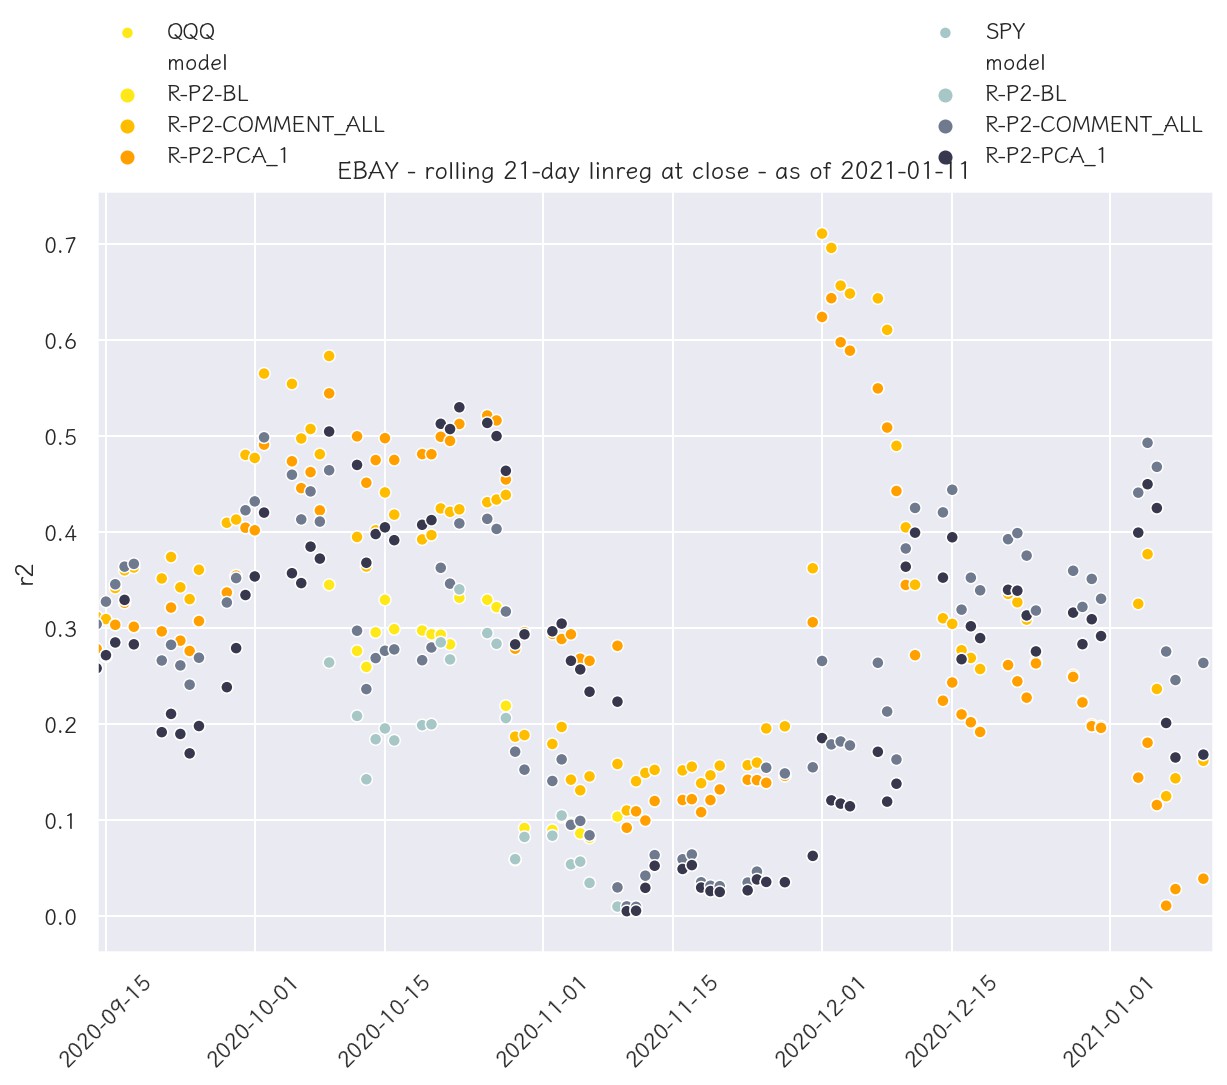 QQQ
model
R-P2-BL
R-P2-COMMENT_ALL
R-P2-PCA_1
SPY
model
R-P2-BL
R-P2-COMMENT_ALL
R-P2-PCA_1
EBAY - rolling 21-day linreg at close - as of 2021-01-11
r2
0.7
0.6
0.5
0.4
0.3
0.2
0.1
0.0
2020-09-15
2020-10-01
2020-10-15
2020-11-01
2020-11-15
2020-12-01
2020-12-15
2021-01-01